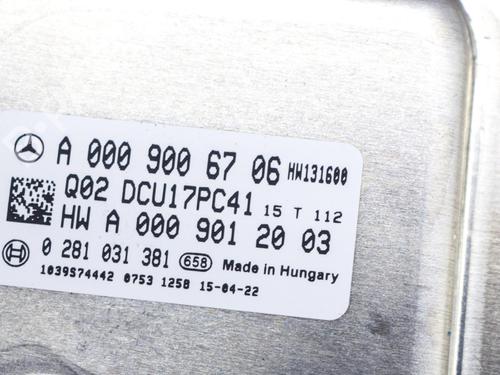 A 000 900 67 06 HW131600
Q02 DCU17PC41 15 T 112
HW A 000 901 20 03
0 281 031 381 658 Made in Hungary
1039S74442 0753 1258 15-04-22